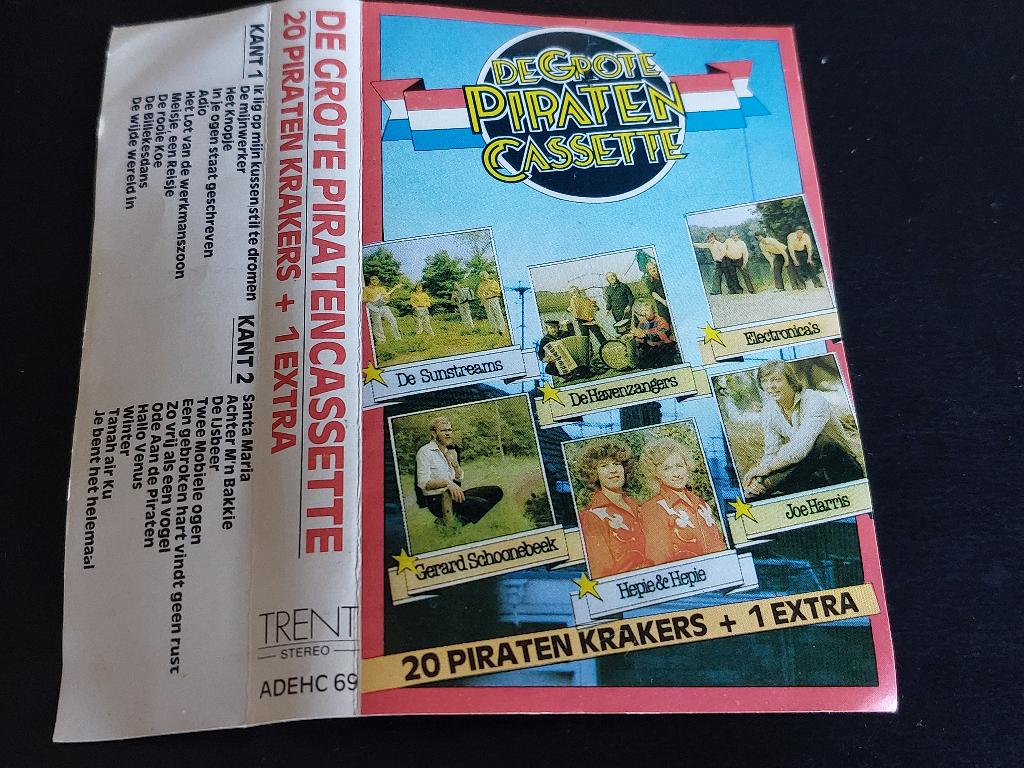 DE GROTE PIRATENCASSETTE
20 PIRATEN KRAKERS + 1 EXTRA
KANT 1
Ik lig op mijn kussen stil te dromen
De mijnwerker
Het Knopje
In je ogen staat geschreven
Adio
Het Lot van de werkmanszoon
Meisje, een Reisje
De rooie Koe
De Billekesdans
De wijde wereld in
KANT 2
Santa Maria
Achter M'n Bakkie
De IJsbeer
Twee Mobiele ogen
Een gebroken hart vindt geen rust
Zo vrij als een vogel
Ode Aan de Piraten
Hallo Venus
Winter
Tanah air Ku
Je bent het helemaal
TRENT
STEREO
ADEHC 69
DE GROTE
PIRATEN
CASSETTE
De Sunstreams
De Havenzangers
Electronica's
Gerard Schoonebeek
Hepie & Hepie
Joe Harris
20 PIRATEN KRAKERS + 1 EXTRA